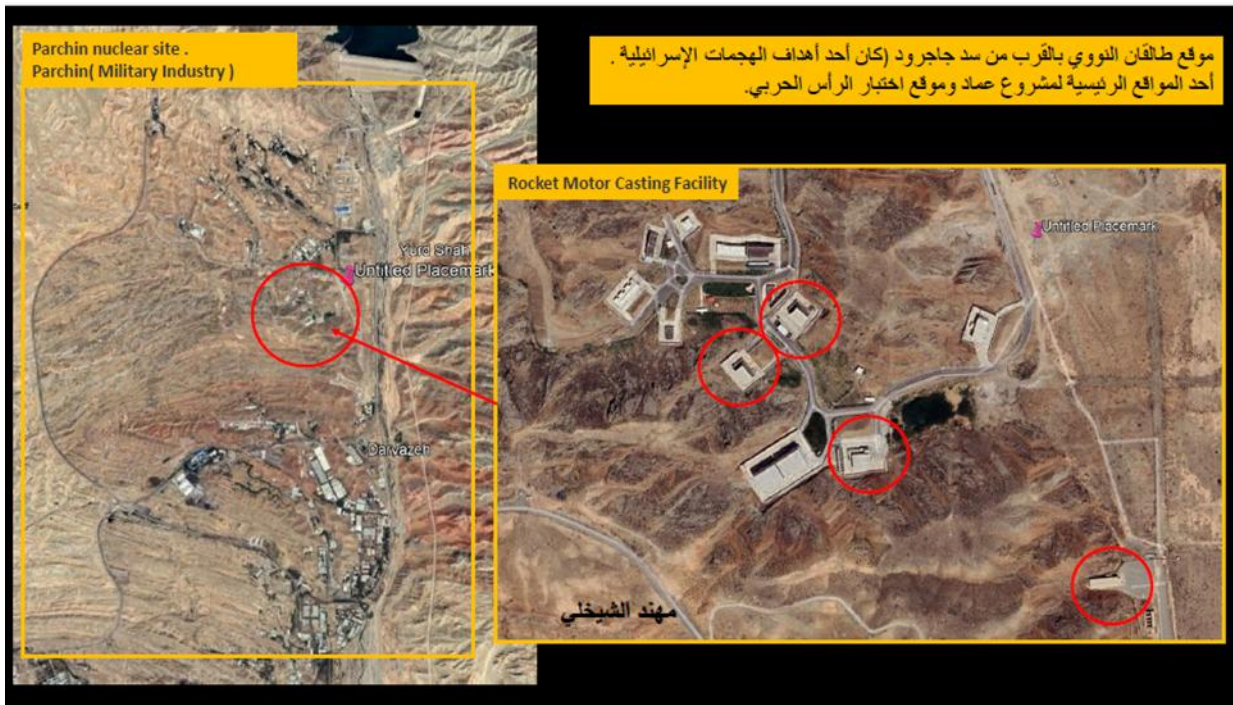 Parchin nuclear site .
Parchin( Military Industry )
موقع طالقان النووي بالقرب من سد جاجرود (كان أحد أهداف الهجمات الإسرائيلية .
أحد المواقع الرئيسية لمشروع عماد وموقع اختبار الرأس الحربي.
Rocket Motor Casting Facility
Untitled Placemark
Yurd Shah
Untitled Placemark
Darvazeh
مهند الشيخلي